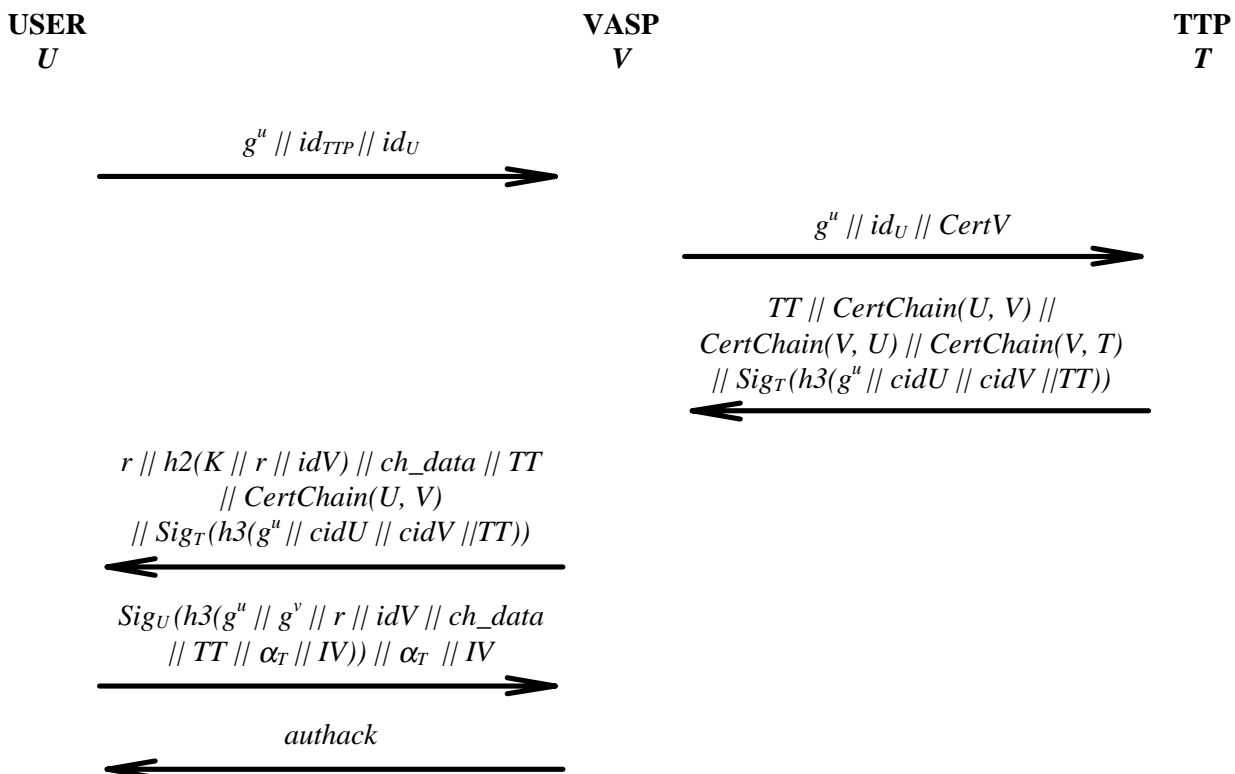 USER VASP TTP
U V T
g^u || id_TTP || id_U
g^u || id_U || CertV
TT || CertChain(U, V) ||
CertChain(V, U) || CertChain(V, T)
|| Sig_T(h3(g^u || cidU || cidV ||TT))
r || h2(K || r || idV) || ch_data || TT
|| CertChain(U, V)
|| Sig_T(h3(g^u || cidU || cidV ||TT))
Sig_U(h3(g^u || g^v || r || idV || ch_data
|| TT || α_T || IV)) || α_T || IV
authack